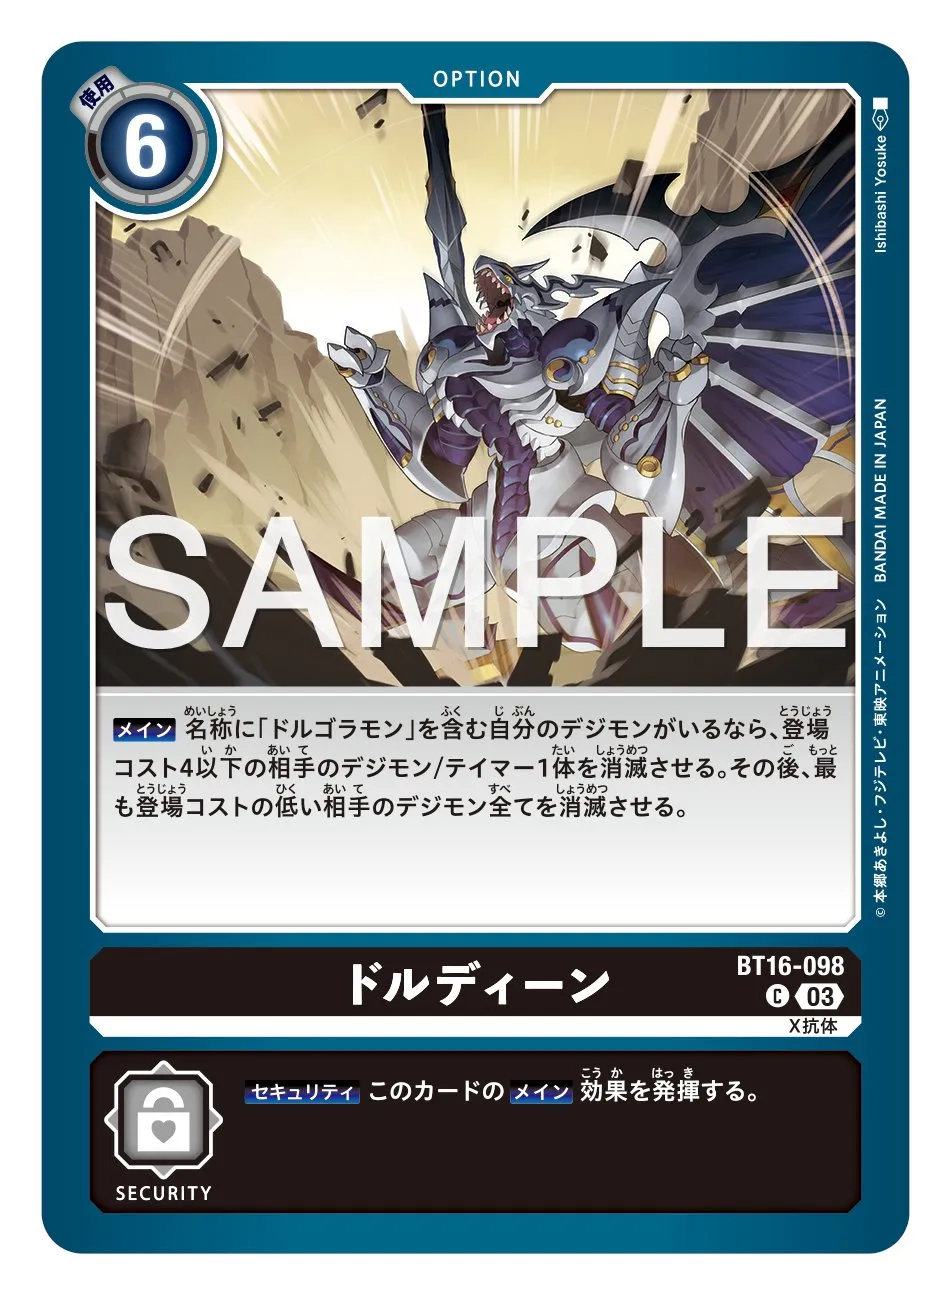 OPTION
使用
6
Ishibashi Yosuke
SAMPLE
メイン 名称に「ドルゴラモン」を含む自分のデジモンがいるなら、登場
コスト4以下の相手のデジモン/テイマー1体を消滅させる。その後、最
も登場コストの低い相手のデジモン全てを消滅させる。
© 本郷あきよし・フジテレビ・東映アニメーション BANDAI MADE IN JAPAN
ドルディーン
BT16-098
C 03
X抗体
セキュリティ このカードの メイン 効果を発揮する。
SECURITY